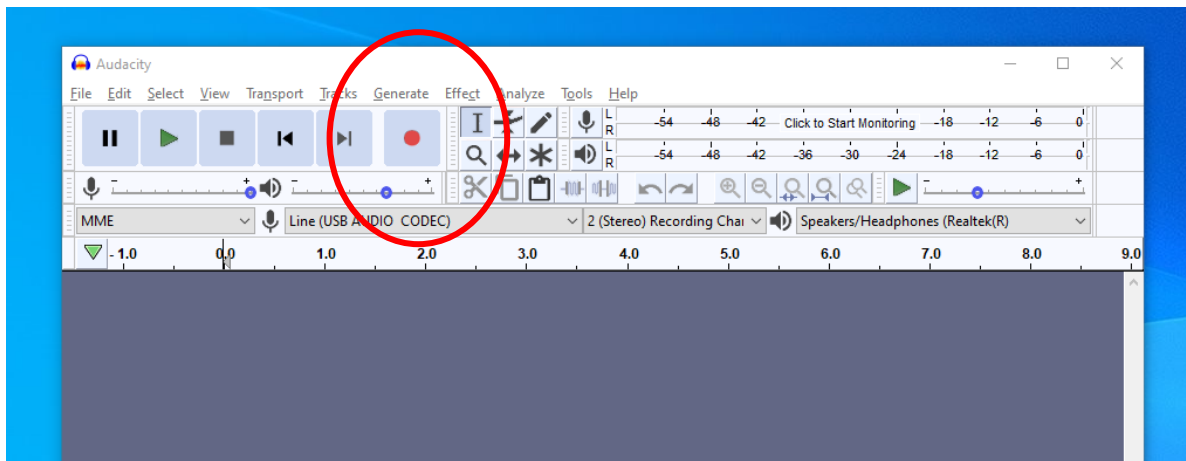 Audacity
File Edit Select View Transport Tracks Generate Effect Analyze Tools Help
L -54 -48 -42 Click to Start Monitoring -18 -12 -6 0
R
L -54 -48 -42 -36 -30 -24 -18 -12 -6 0
R
- + - + - +
MME Line (USB AUDIO CODEC) 2 (Stereo) Recording Chai Speakers/Headphones (Realtek(R)
- 1.0 0.0 1.0 2.0 3.0 4.0 5.0 6.0 7.0 8.0 9.0